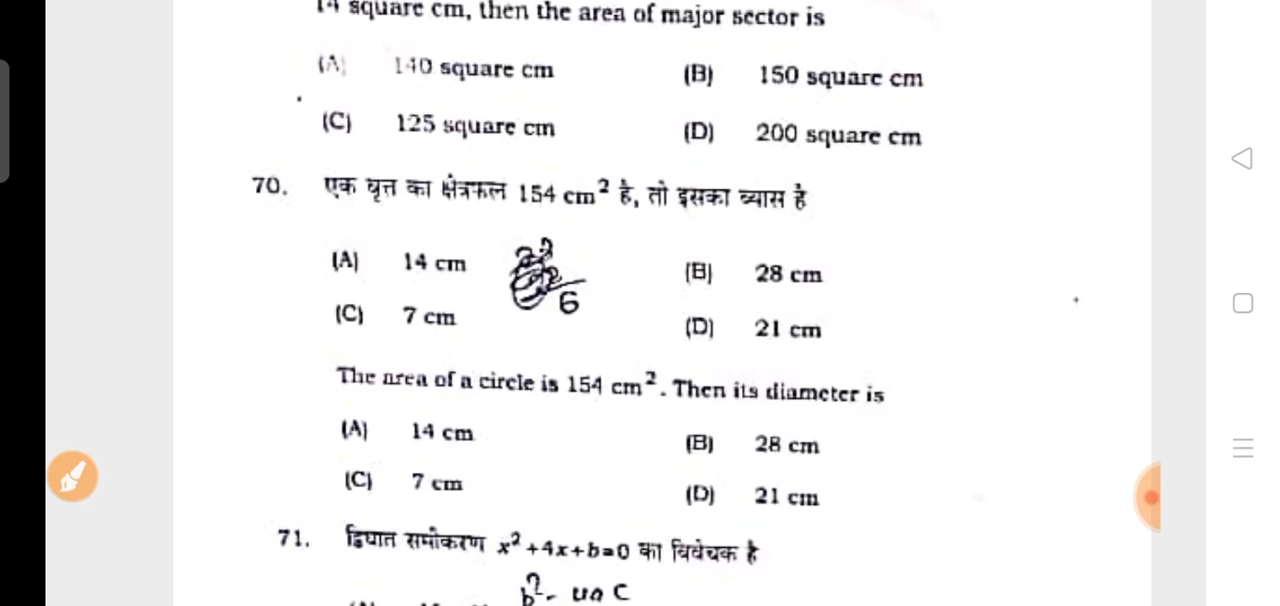 14 square cm, then the area of major sector is
(A) 140 square cm (B) 150 square cm
(C) 125 square cm (D) 200 square cm
70. एक वृत्त का क्षेत्रफल 154 cm² है, तो इसका व्यास है
(A) 14 cm (B) 28 cm
(C) 7 cm (D) 21 cm
6
The area of a circle is 154 cm². Then its diameter is
(A) 14 cm (B) 28 cm
(C) 7 cm (D) 21 cm
71. द्विघात समीकरण x²+4x+b=0 का विवेचक है
b²- 4a c